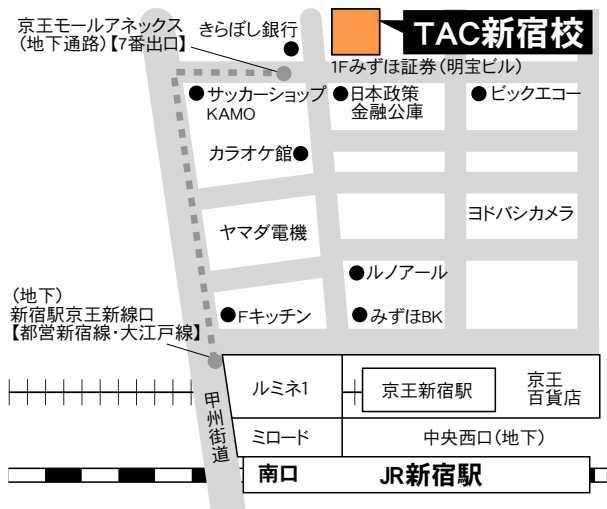 京王モールアネックス
(地下通路)【7番出口】
きらぼし銀行
TAC新宿校
1Fみずほ証券(明宝ビル)
サッカーショップ
KAMO
日本政策
金融公庫
ビックエコー
カラオケ館
ヤマダ電機
ヨドバシカメラ
ルノアール
(地下)
新宿駅京王新線口
【都営新宿線・大江戸線】
Fキッチン
みずほBK
甲州街道
ルミネ1
京王新宿駅
京王
百貨店
ミロード
中央西口(地下)
南口
JR新宿駅